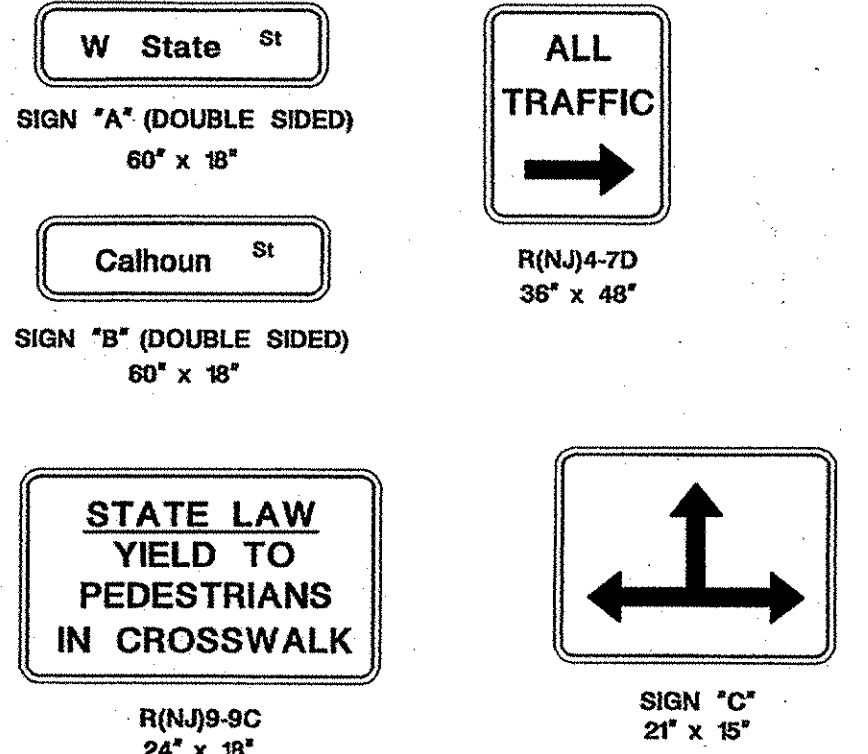 W State St
SIGN "A" (DOUBLE SIDED)
60" x 18"
Calhoun St
SIGN "B" (DOUBLE SIDED)
60" x 18"
ALL
TRAFFIC
R(NJ)4-7D
36" x 48"
STATE LAW
YIELD TO
PEDESTRIANS
IN CROSSWALK
R(NJ)9-9C
24" x 18"
SIGN "C"
21" x 15"